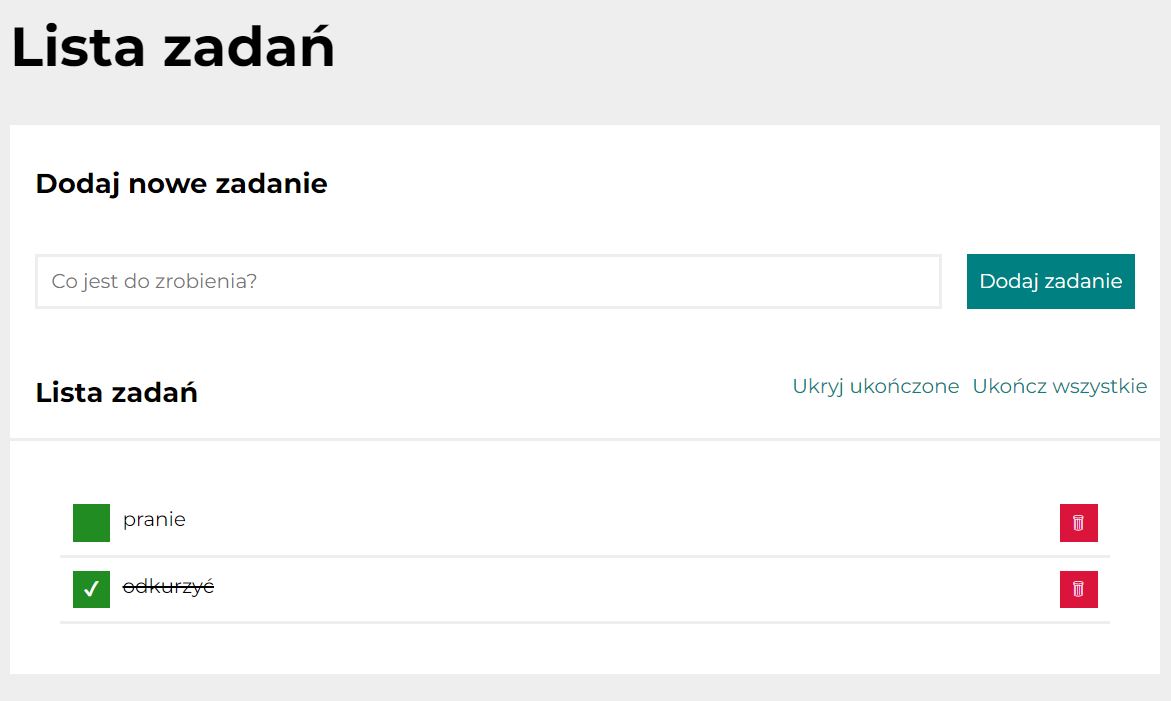 Lista zadań
Dodaj nowe zadanie
Co jest do zrobienia?
Dodaj zadanie
Lista zadań
Ukryj ukończone
Ukończ wszystkie
pranie
odkurzyć